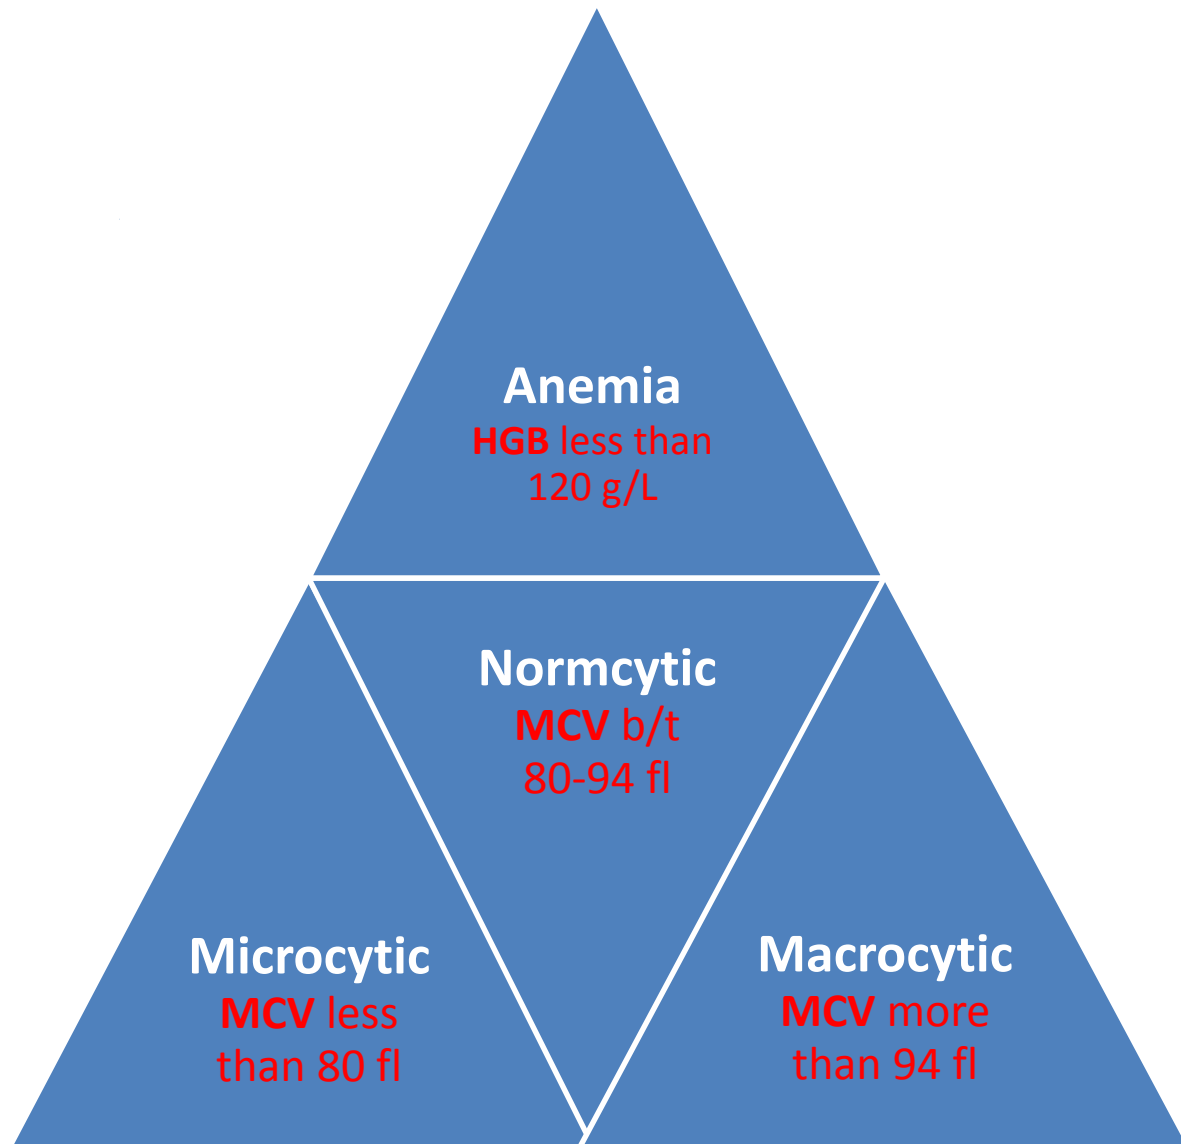 Anemia
HGB less than
120 g/L
Normcytic
MCV b/t
80-94 fl
Microcytic
MCV less
than 80 fl
Macrocytic
MCV more
than 94 fl